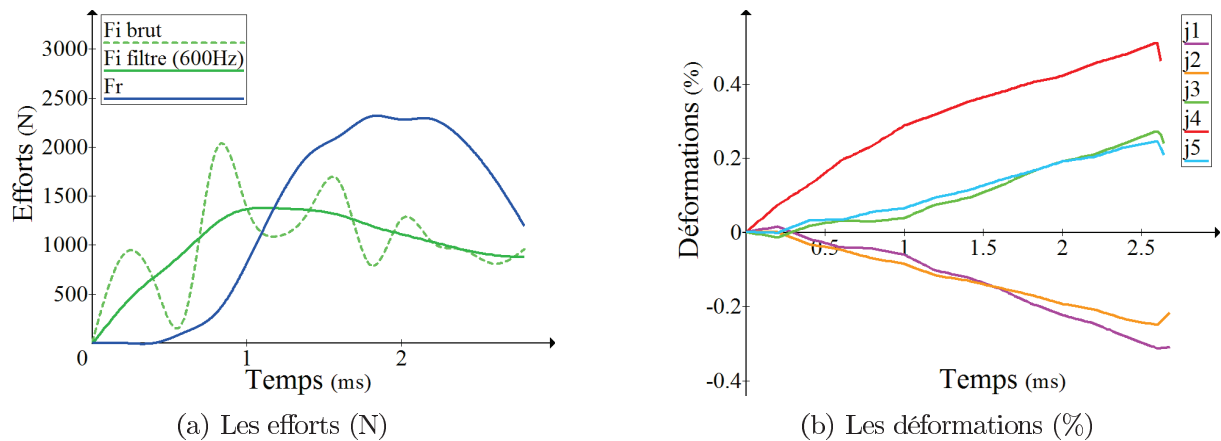 Fi brut
Fi filtre (600Hz)
Fr
3000
2500
2000
1500
1000
500
0
1
2
Efforts (N)
Temps (ms)
(a) Les efforts (N)
j1
j2
j3
j4
j5
0.4
0.2
0
-0.2
-0.4
0.5
1.0
1.5
2.0
2.5
Déformations (%)
Temps (ms)
(b) Les déformations (%)